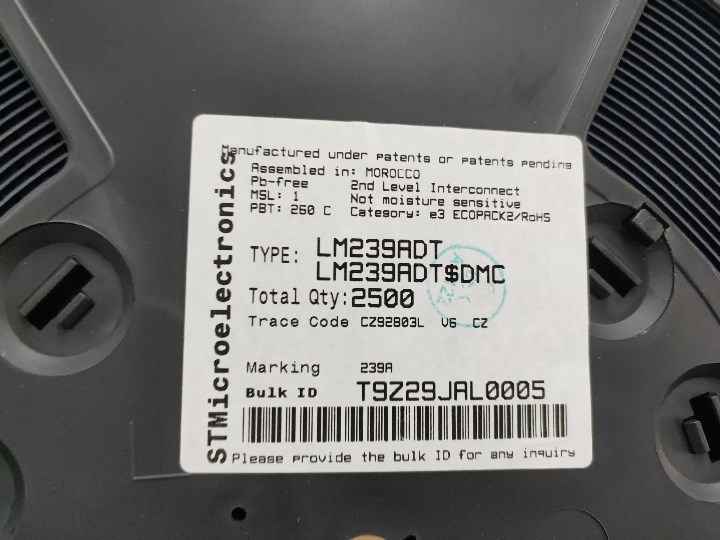 STMicroelectronics
Manufactured under patents or patents pending
Assembled in: MOROCCO
Pb-free 2nd Level Interconnect
MSL: 1 Not moisture sensitive
PBT: 260 C Category: e3 ECOPACK2/RoHS
TYPE: LM239ADT
LM239ADT$DMC
Total Qty: 2500
Trace Code CZ92803L V6 CZ
Marking 239A
Bulk ID T9Z29JAL0005
Please provide the bulk ID for any inquiry